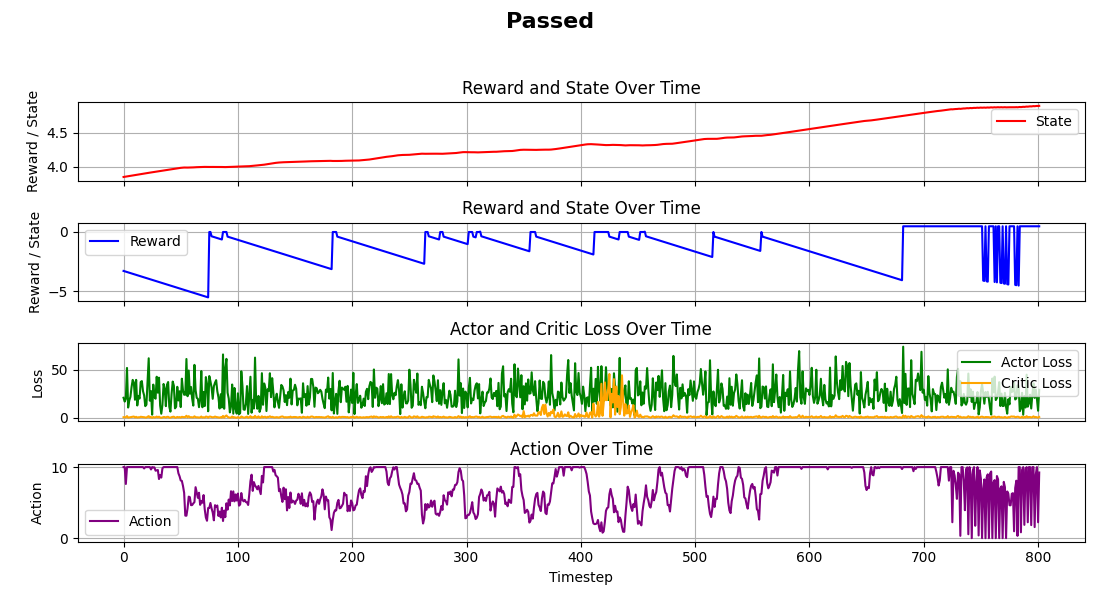 Passed
Reward and State Over Time
Reward / State
4.5
4.0
State
Reward and State Over Time
Reward / State
0
−5
Reward
Actor and Critic Loss Over Time
Loss
50
0
Actor Loss
Critic Loss
Action Over Time
Action
10
0
Action
0 100 200 300 400 500 600 700 800
Timestep